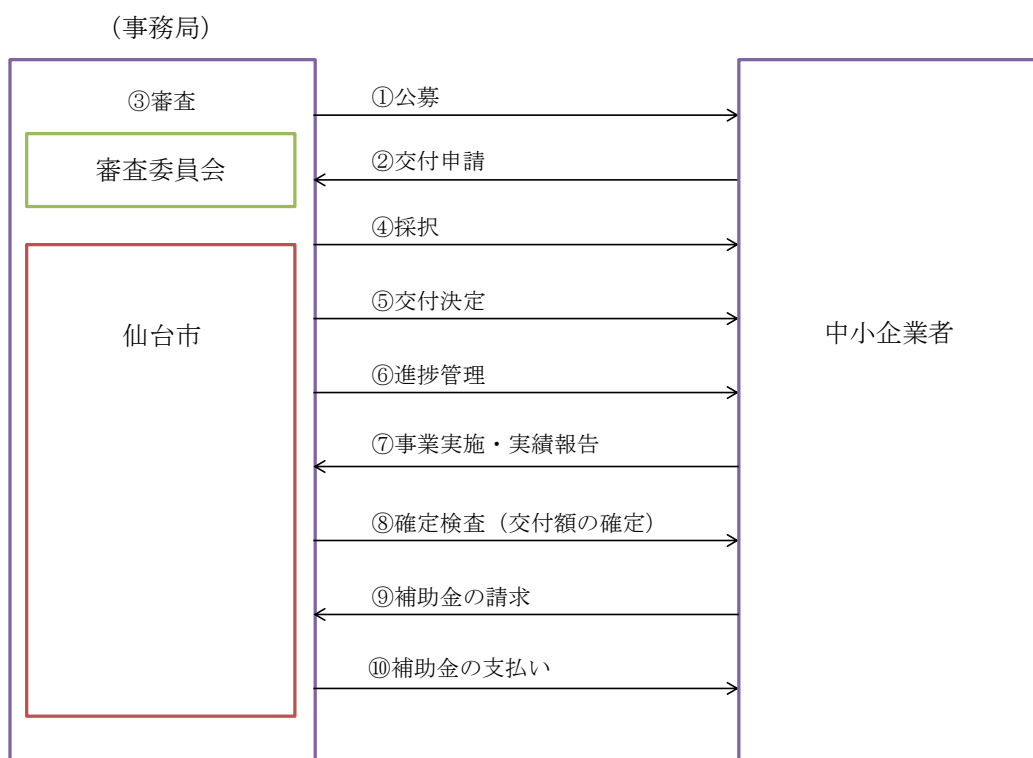 （事務局）
③審査
審査委員会
仙台市
①公募
②交付申請
④採択
⑤交付決定
⑥進捗管理
⑦事業実施・実績報告
⑧確定検査（交付額の確定）
⑨補助金の請求
⑩補助金の支払い
中小企業者